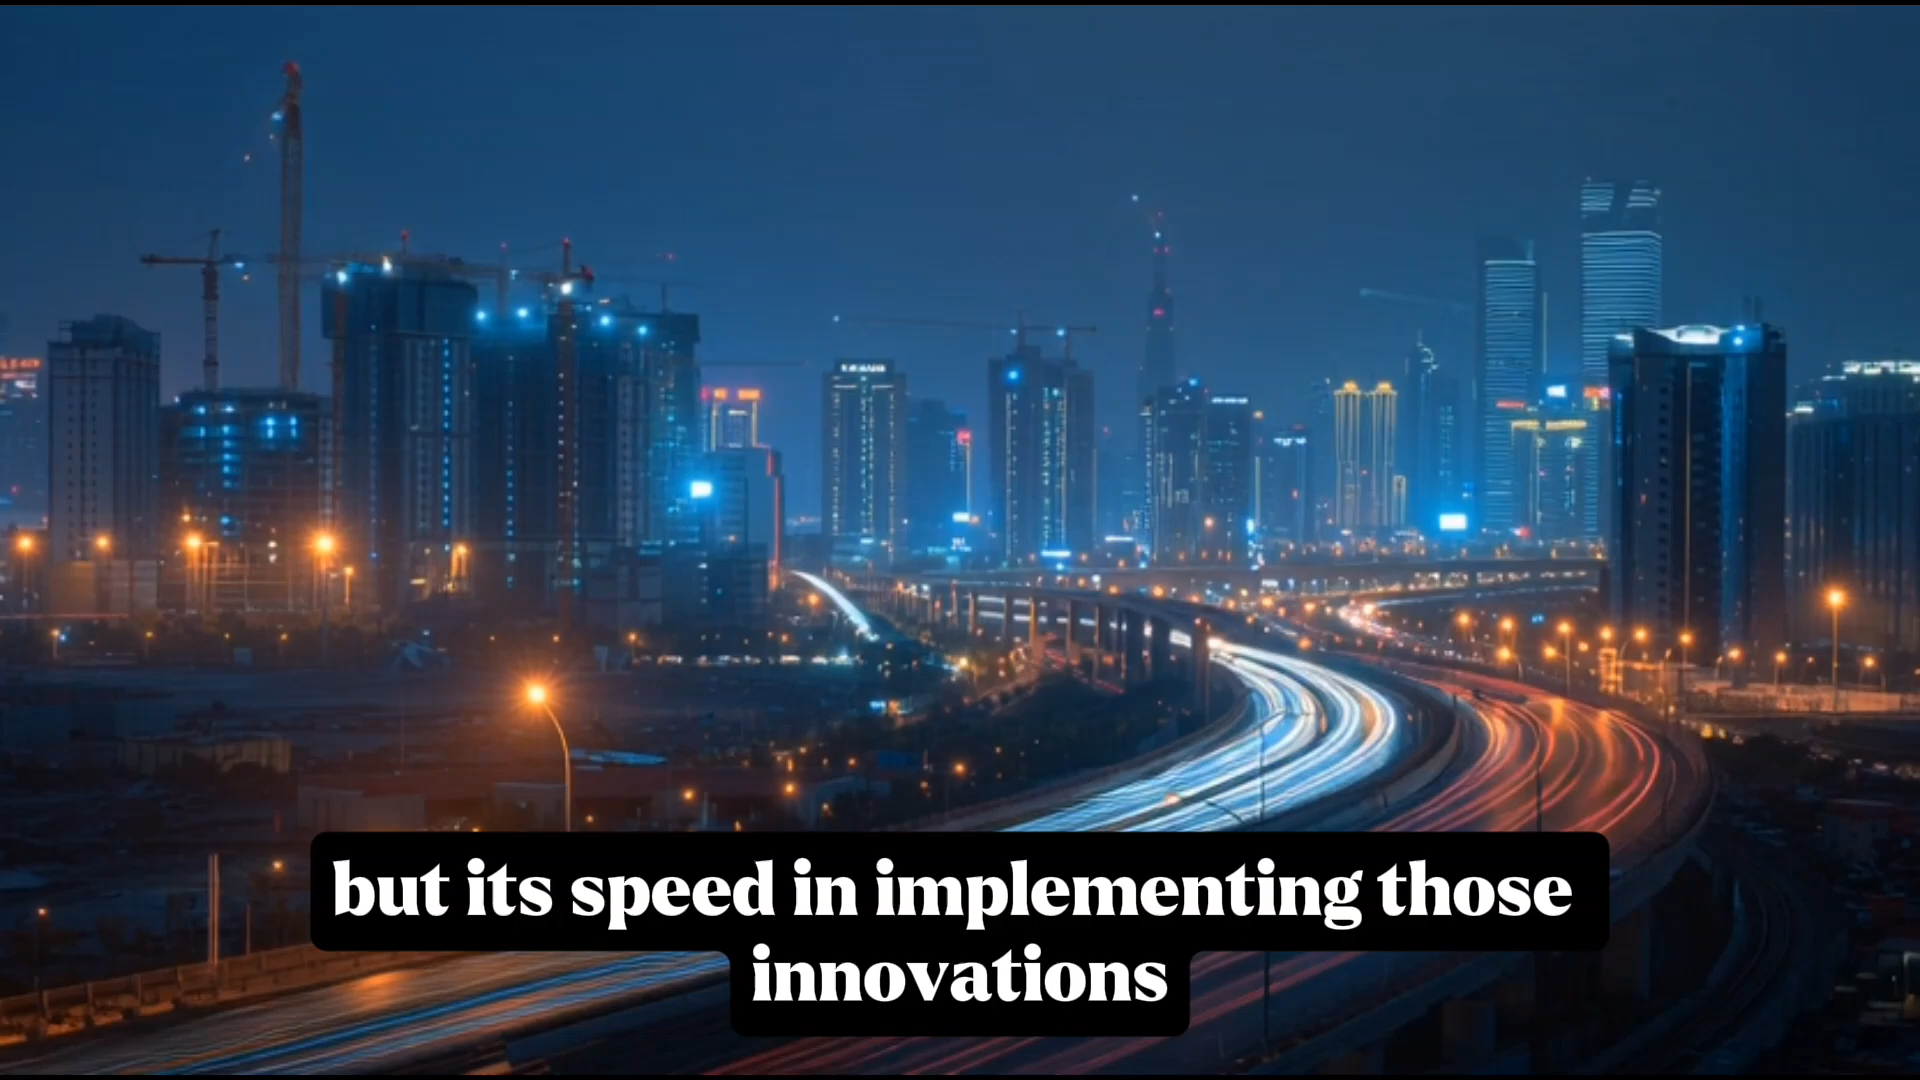 but its speed in implementing those
innovations